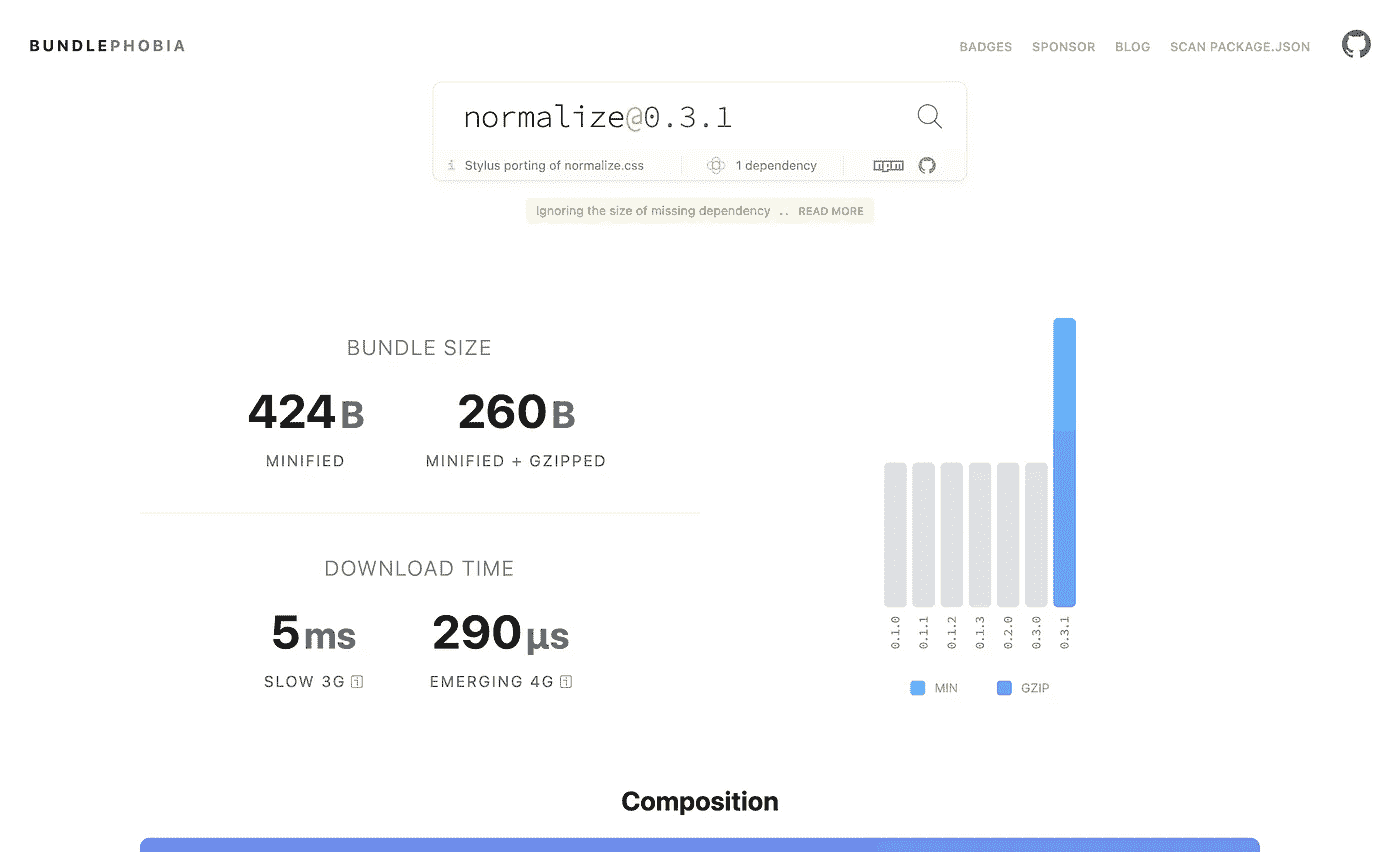 BUNDLEPHOBIA
BADGES SPONSOR BLOG SCAN PACKAGE.JSON
normalize@0.3.1
i Stylus porting of normalize.css 1 dependency npm
Ignoring the size of missing dependency .. READ MORE
BUNDLE SIZE
424 B 260 B
MINIFIED MINIFIED + GZIPPED
DOWNLOAD TIME
5 ms 290 μs
SLOW 3G i EMERGING 4G i
0.1.0 0.1.1 0.1.2 0.1.3 0.2.0 0.3.0 0.3.1
MIN GZIP
Composition